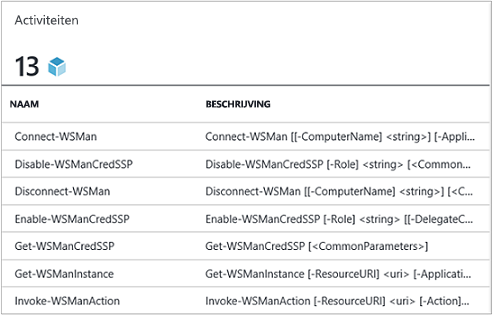 Activiteiten
13
NAAM BESCHRIJVING
Connect-WSMan Connect-WSMan [[-ComputerName] <string>] [-Appli...
Disable-WSManCredSSP Disable-WSManCredSSP [-Role] <string> [<Common...
Disconnect-WSMan Disconnect-WSMan [[-ComputerName] <string>] [<C...
Enable-WSManCredSSP Enable-WSManCredSSP [-Role] <string> [[-DelegateC...
Get-WSManCredSSP Get-WSManCredSSP [<CommonParameters>]
Get-WSManInstance Get-WSManInstance [-ResourceURI] <uri> [-Applicati...
Invoke-WSManAction Invoke-WSManAction [-ResourceURI] <uri> [-Action]...